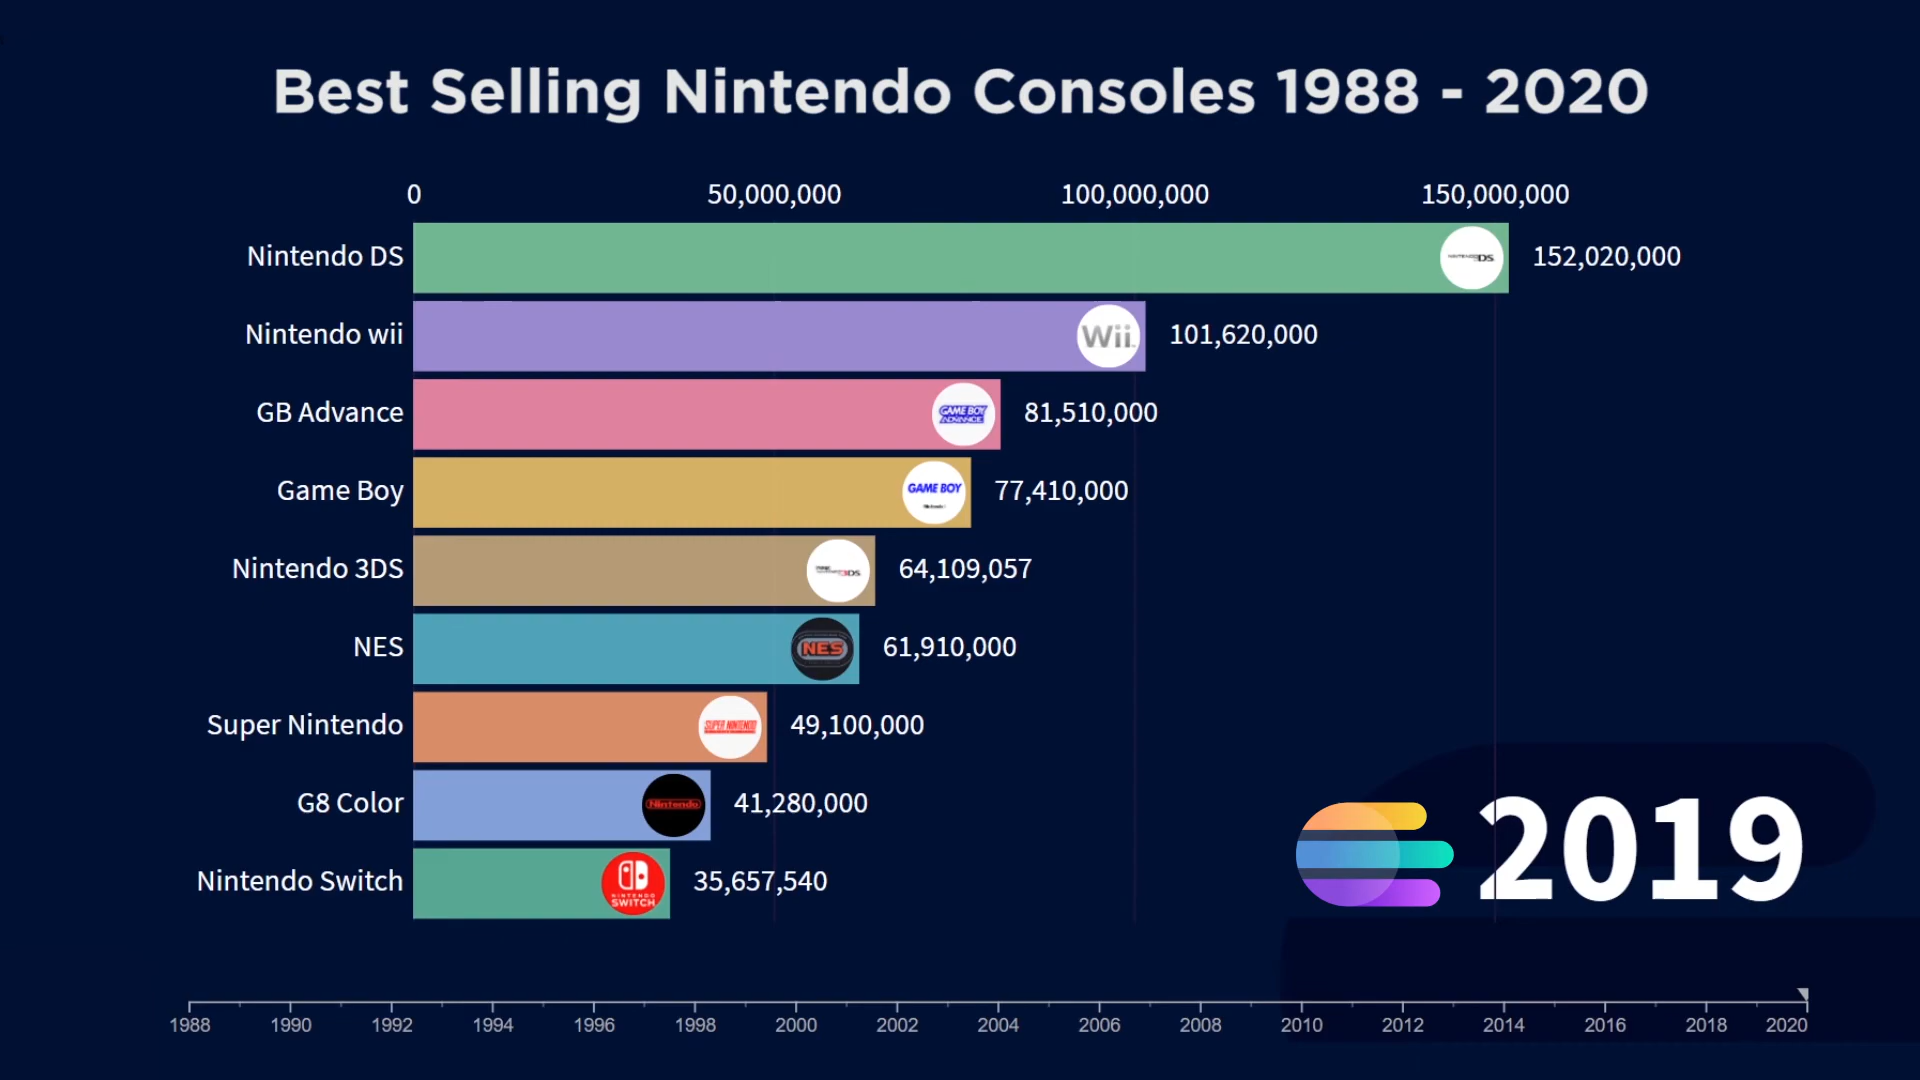 Best Selling Nintendo Consoles 1988 - 2020
0 50,000,000 100,000,000 150,000,000
Nintendo DS 152,020,000
Nintendo wii Wii 101,620,000
GB Advance GAME BOY ADVANCE 81,510,000
Game Boy GAME BOY 77,410,000
Nintendo 3DS 3DS 64,109,057
NES NES 61,910,000
Super Nintendo SUPER NINTENDO 49,100,000
G8 Color Nintendo 41,280,000
Nintendo Switch NINTENDO SWITCH 35,657,540
2019
1988 1990 1992 1994 1996 1998 2000 2002 2004 2006 2008 2010 2012 2014 2016 2018 2020